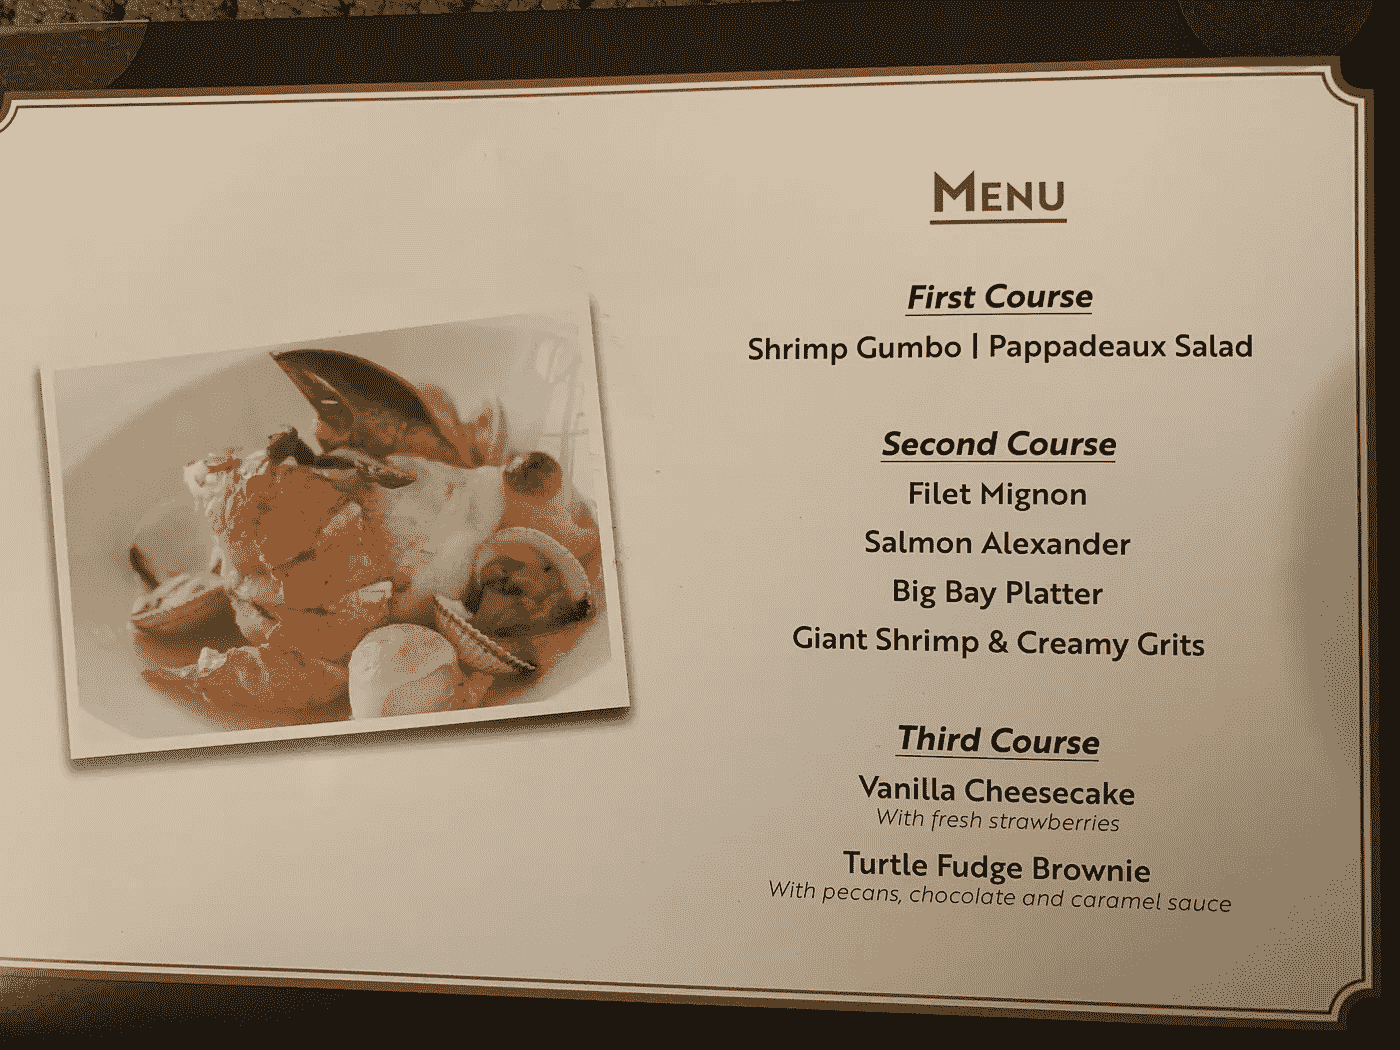 MENU
First Course
Shrimp Gumbo | Pappadeaux Salad
Second Course
Filet Mignon
Salmon Alexander
Big Bay Platter
Giant Shrimp & Creamy Grits
Third Course
Vanilla Cheesecake
With fresh strawberries
Turtle Fudge Brownie
With pecans, chocolate and caramel sauce